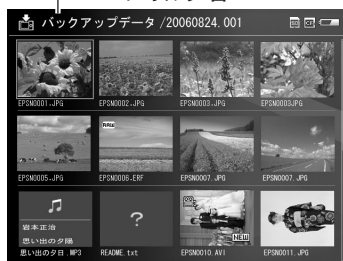 バックアップデータ /20060824.001
SD CF
EPSN0001.JPG EPSN0002.JPG EPSN0003.JPG EPSN0003JPG
RAW
EPSN0005.JPG EPSN0006.ERF EPSN0007.JPG EPSN0007.JPG
岩本正治
思い出の夕陽
NEW
思い出の夕日.MP3 README.txt EPSN0010.AVI EPSN0011.JPG